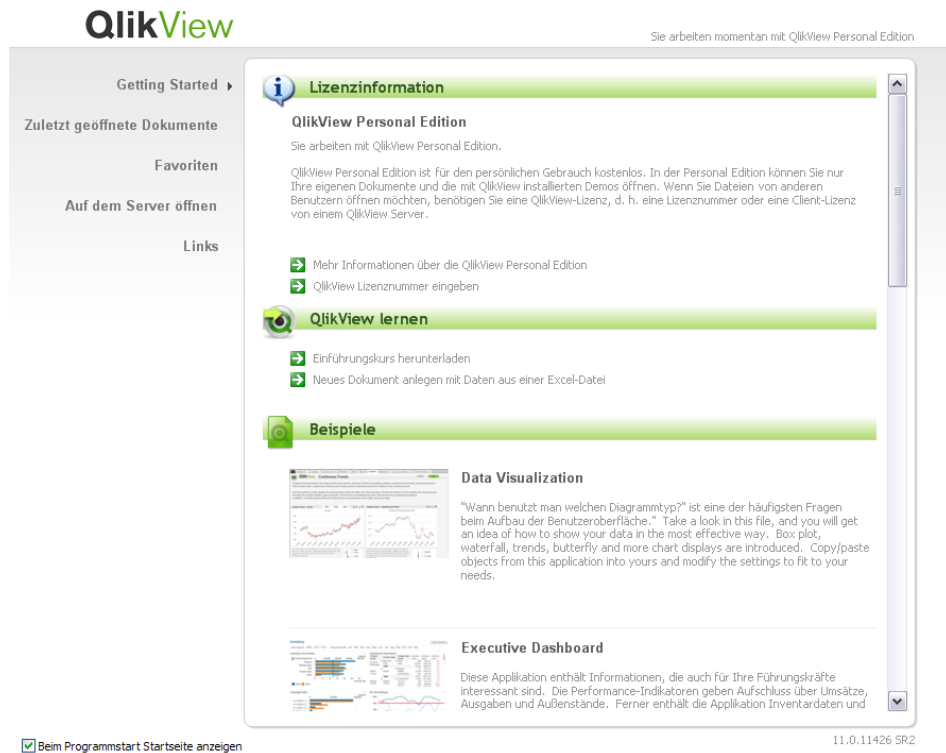 QlikView
Sie arbeiten momentan mit QlikView Personal Edition
Getting Started
Zuletzt geöffnete Dokumente
Favoriten
Auf dem Server öffnen
Links
Lizenzinformation
QlikView Personal Edition
Sie arbeiten mit QlikView Personal Edition.
QlikView Personal Edition ist für den persönlichen Gebrauch kostenlos. In der Personal Edition können Sie nur
Ihre eigenen Dokumente und die mit QlikView installierten Demos öffnen. Wenn Sie Dateien von anderen
Benutzern öffnen möchten, benötigen Sie eine QlikView-Lizenz, d. h. eine Lizenznummer oder eine Client-Lizenz
von einem QlikView Server.
Mehr Informationen über die QlikView Personal Edition
QlikView Lizenznummer eingeben
QlikView lernen
Einführungskurs herunterladen
Neues Dokument anlegen mit Daten aus einer Excel-Datei
Beispiele
Data Visualization
"Wann benutzt man welchen Diagrammtyp?" ist eine der häufigsten Fragen
beim Aufbau der Benutzeroberfläche." Take a look in this file, and you will get
an idea of how to show your data in the most effective way. Box plot,
waterfall, trends, butterfly and more chart displays are introduced. Copy/paste
objects from this application into yours and modify the settings to fit to your
needs.
Executive Dashboard
Diese Applikation enthält Informationen, die auch für Ihre Führungskräfte
interessant sind. Die Performance-Indikatoren geben Aufschluss über Umsätze,
Ausgaben und Außenstände. Ferner enthält die Applikation Inventardaten und
Beim Programmstart Startseite anzeigen
11.0.11426 SR2